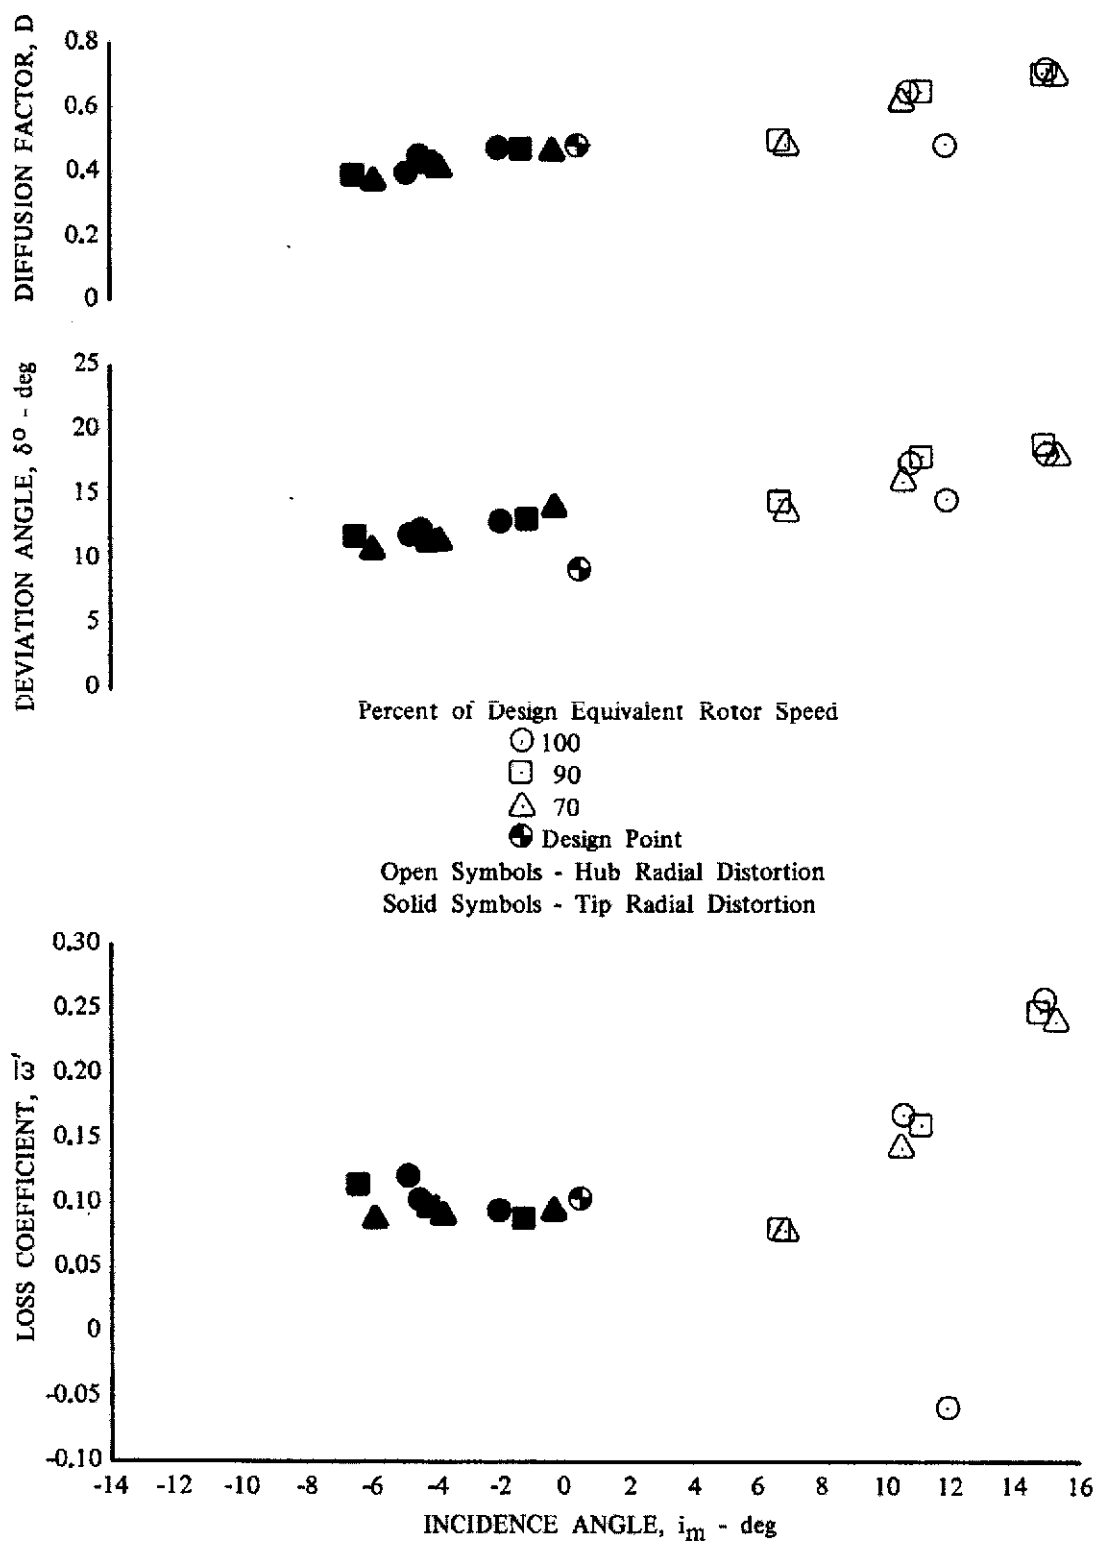 DIFFUSION FACTOR, D
0.8
0.6
0.4
0.2
0
DEVIATION ANGLE, δ° - deg
25
20
15
10
5
0
Percent of Design Equivalent Rotor Speed
100
90
70
Design Point
Open Symbols - Hub Radial Distortion
Solid Symbols - Tip Radial Distortion
LOSS COEFFICIENT, ω̅′
0.30
0.25
0.20
0.15
0.10
0.05
0
-0.05
-0.10
-14 -12 -10 -8 -6 -4 -2 0 2 4 6 8 10 12 14 16
INCIDENCE ANGLE, iₘ - deg